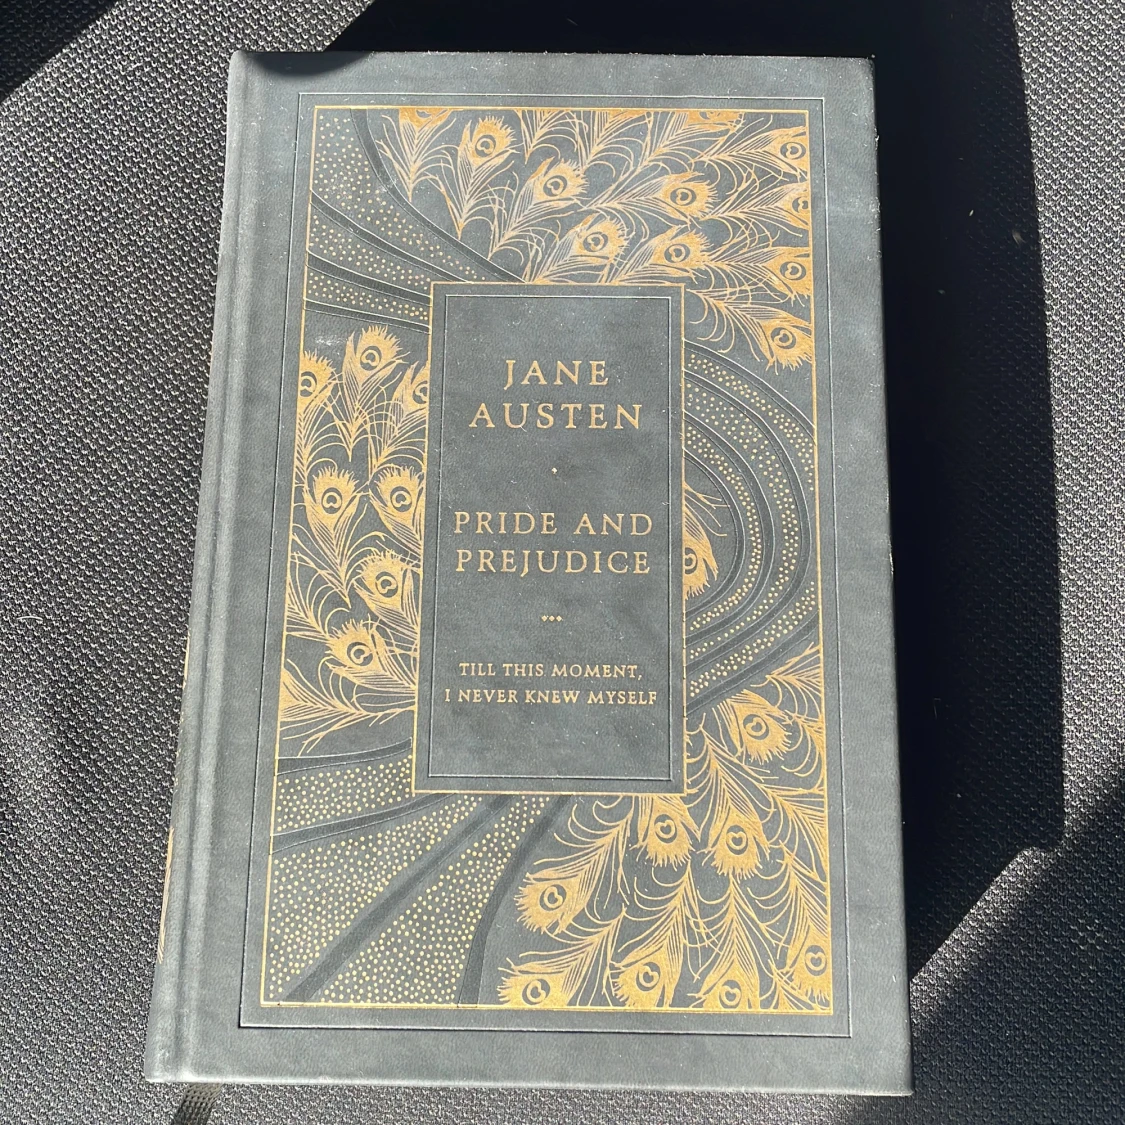 JANE
AUSTEN
PRIDE AND
PREJUDICE
TILL THIS MOMENT,
I NEVER KNEW MYSELF